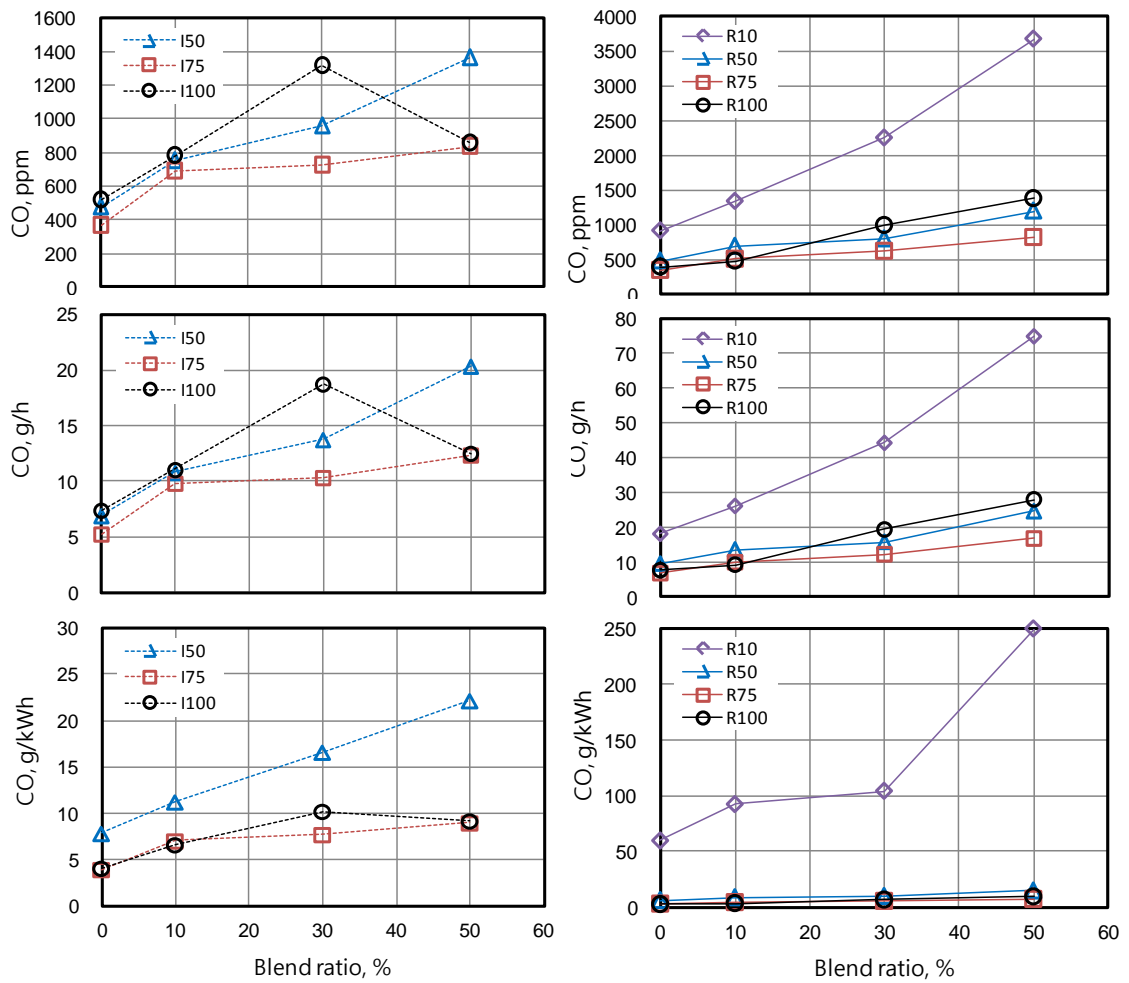 1600
1400
1200
1000
800
600
400
200
0
CO, ppm
I50
I75
I100
4000
3500
3000
2500
2000
1500
1000
500
0
CO, ppm
R10
R50
R75
R100
25
20
15
10
5
0
CO, g/h
I50
I75
I100
80
70
60
50
40
30
20
10
0
CO, g/h
R10
R50
R75
R100
30
25
20
15
10
5
0
CO, g/kWh
I50
I75
I100
0 10 20 30 40 50 60
Blend ratio, %
250
200
150
100
50
0
CO, g/kWh
R10
R50
R75
R100
0 10 20 30 40 50 60
Blend ratio, %